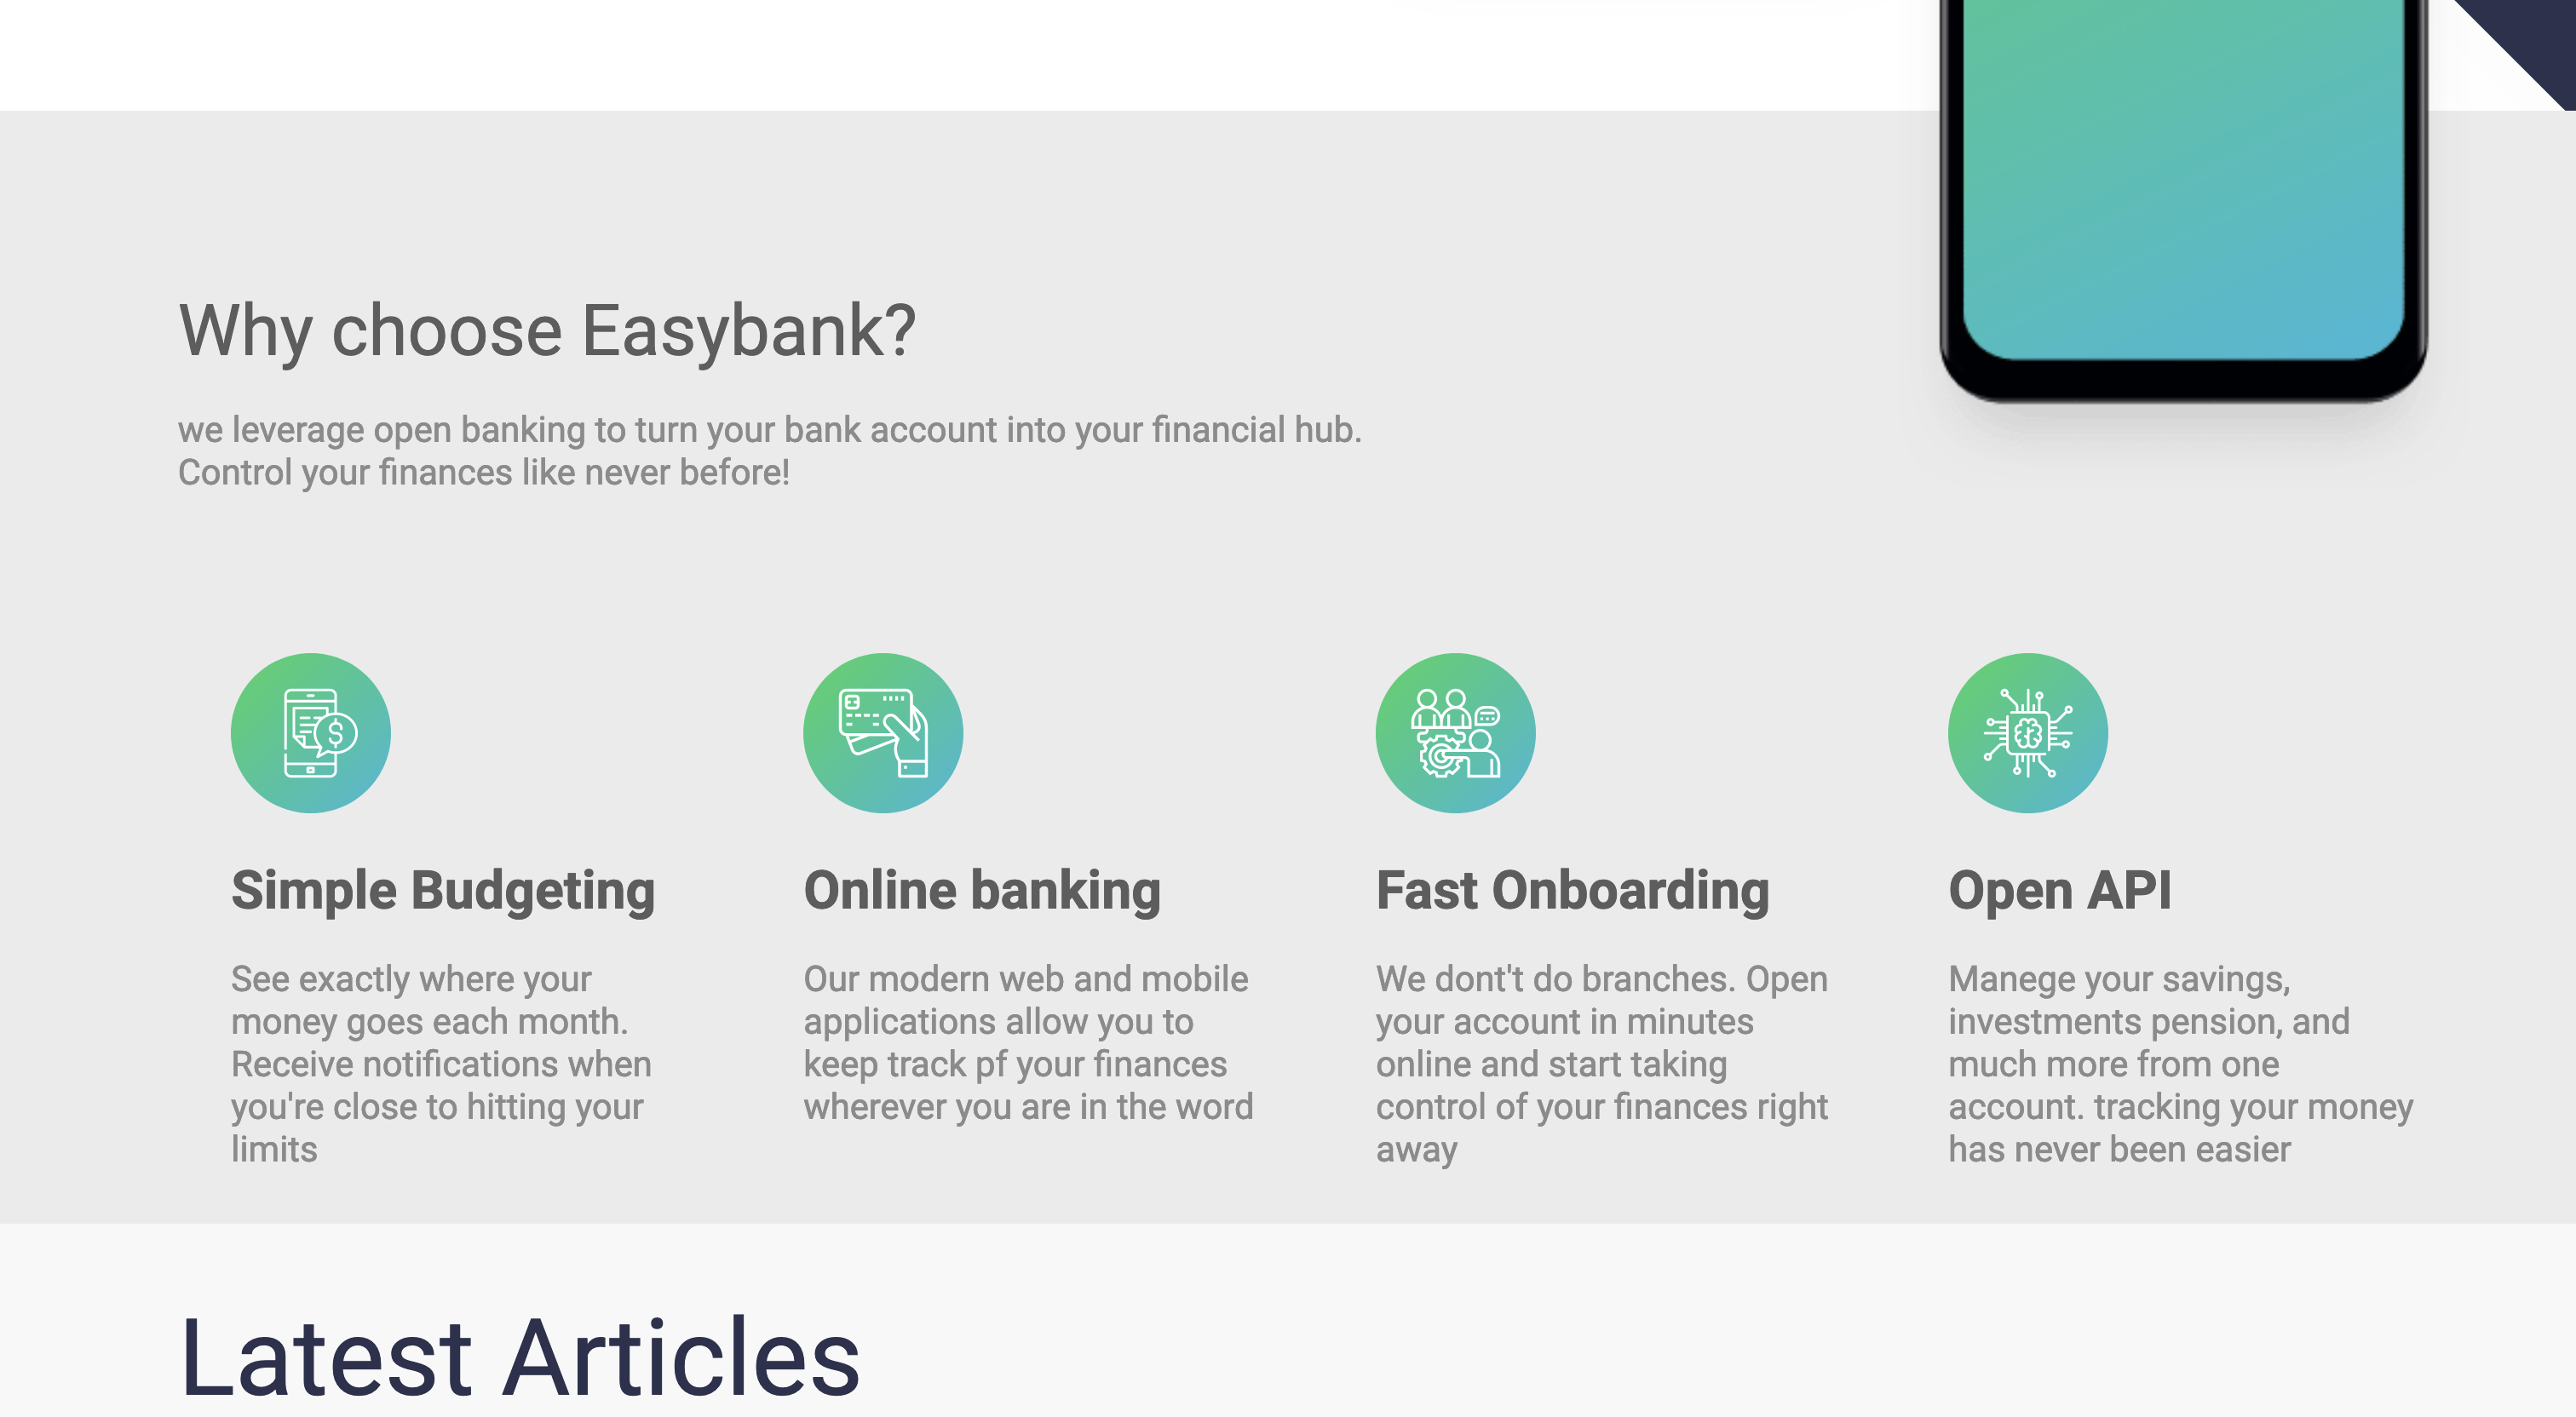 Why choose Easybank?
we leverage open banking to turn your bank account into your financial hub.
Control your finances like never before!
Simple Budgeting
See exactly where your
money goes each month.
Receive notifications when
you're close to hitting your
limits
Online banking
Our modern web and mobile
applications allow you to
keep track pf your finances
wherever you are in the word
Fast Onboarding
We dont't do branches. Open
your account in minutes
online and start taking
control of your finances right
away
Open API
Manege your savings,
investments pension, and
much more from one
account. tracking your money
has never been easier
Latest Articles